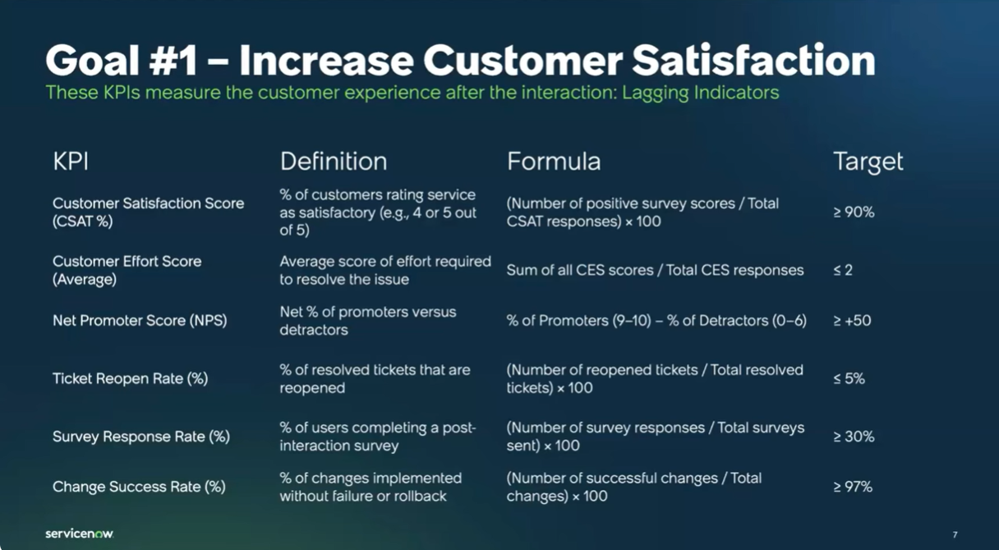 Goal #1 – Increase Customer Satisfaction
These KPIs measure the customer experience after the interaction: Lagging Indicators
KPI
Definition
Formula
Target
Customer Satisfaction Score
(CSAT %)
% of customers rating service
as satisfactory (e.g., 4 or 5 out
of 5)
(Number of positive survey scores / Total
CSAT responses) × 100
≥ 90%
Customer Effort Score
(Average)
Average score of effort required
to resolve the issue
Sum of all CES scores / Total CES responses
≤ 2
Net Promoter Score (NPS)
Net % of promoters versus
detractors
% of Promoters (9–10) – % of Detractors (0–6)
≥ +50
Ticket Reopen Rate (%)
% of resolved tickets that are
reopened
(Number of reopened tickets / Total resolved
tickets) × 100
≤ 5%
Survey Response Rate (%)
% of users completing a post-
interaction survey
(Number of survey responses / Total surveys
sent) × 100
≥ 30%
Change Success Rate (%)
% of changes implemented
without failure or rollback
(Number of successful changes / Total
changes) × 100
≥ 97%
servicenow
7